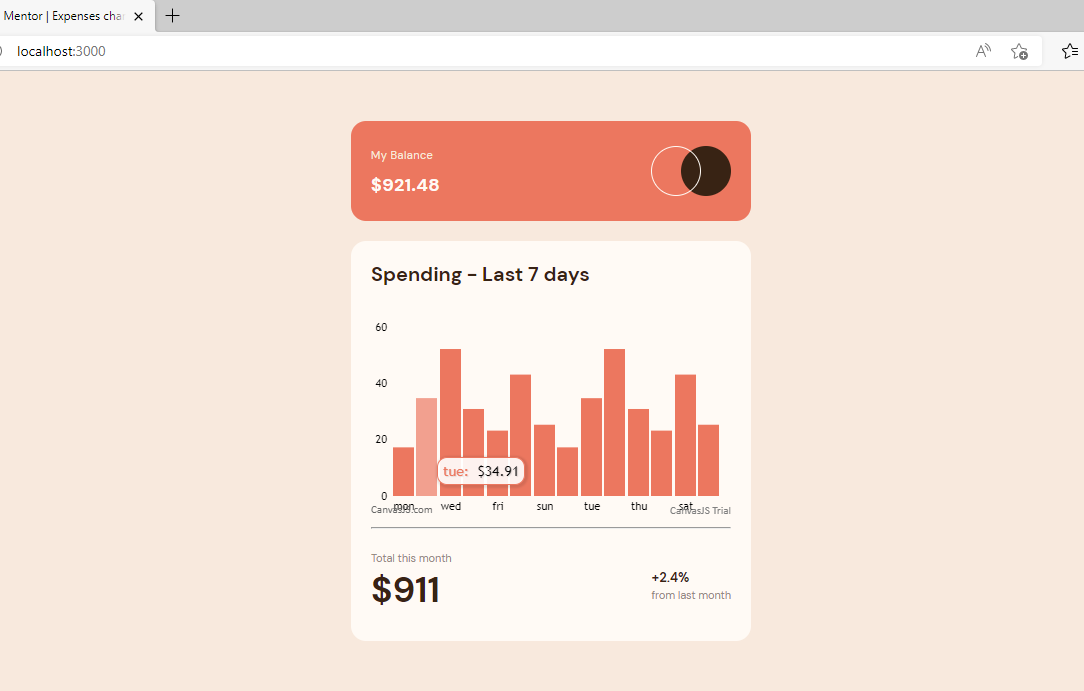 Mentor | Expenses cha
localhost:3000
My Balance
$921.48
Spending - Last 7 days
60
40
20
0
tue: $34.91
mon wed fri sun tue thu sat
CanvasJS.com CanvasJS Trial
Total this month
$911
+2.4%
from last month